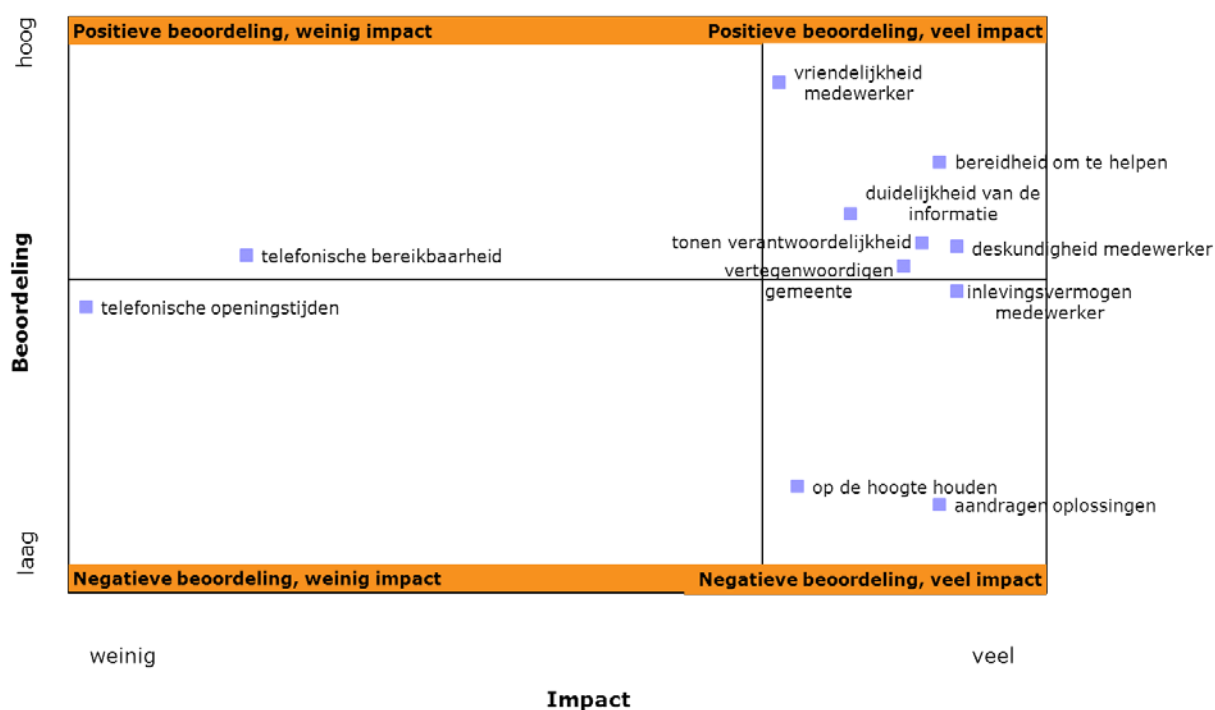 hoog
Positieve beoordeling, weinig impact
Positieve beoordeling, veel impact
vriendelijkheid
medewerker
bereidheid om te helpen
duidelijkheid van de
informatie
tonen verantwoordelijkheid
deskundigheid medewerker
telefonische bereikbaarheid
vertegenwoordigen
gemeente
inlevingsvermogen
medewerker
telefonische openingstijden
Beoordeling
op de hoogte houden
aandragen oplossingen
laag
Negatieve beoordeling, weinig impact
Negatieve beoordeling, veel impact
weinig
veel
Impact